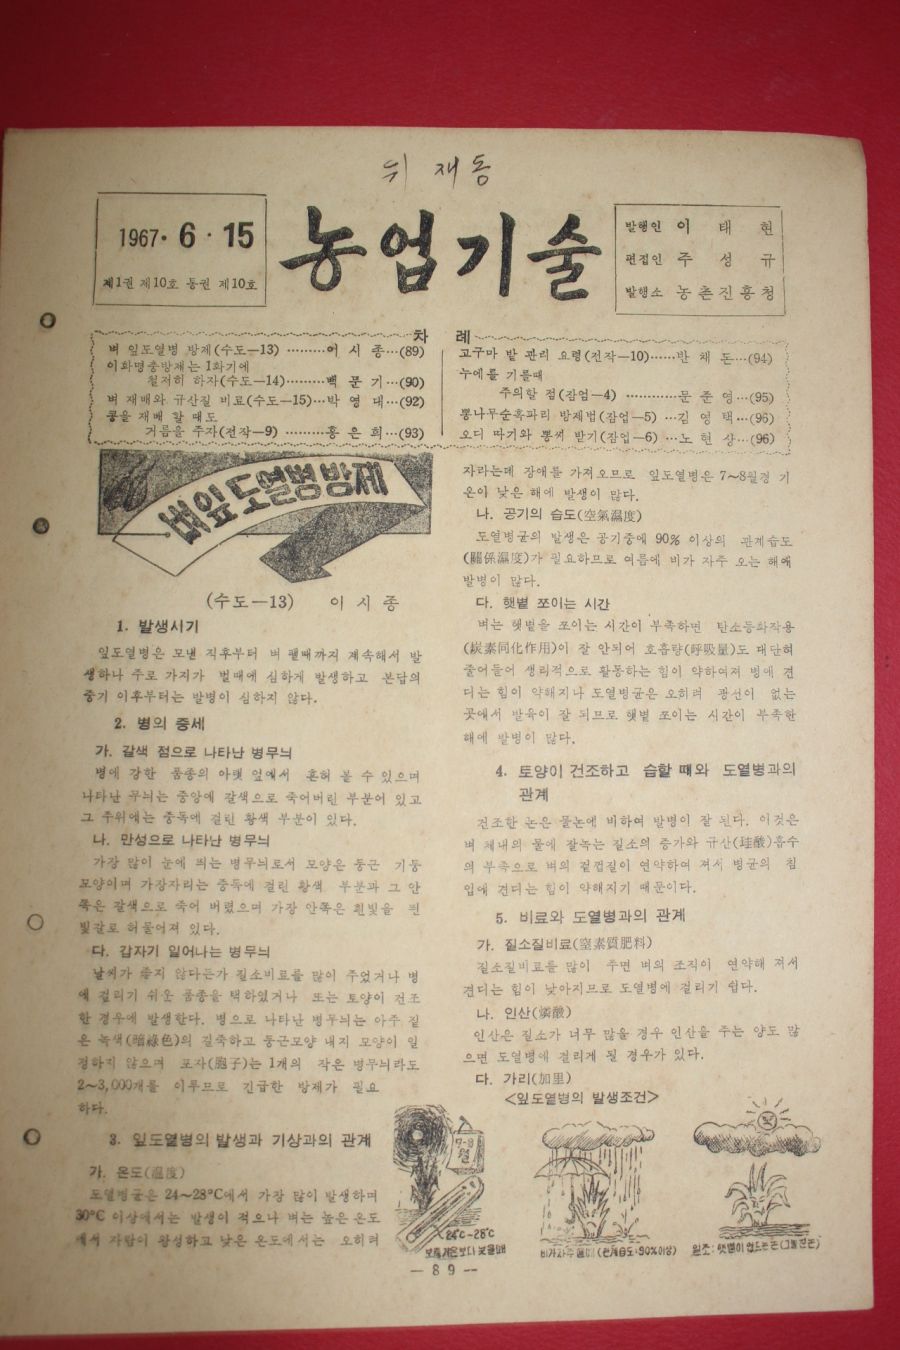 위 재 동
1967· 6 · 15
제1권 제10호 통권 제10호
농업기술
발행인 이 태 현
편집인 주 성 규
발행소 농촌진흥청
차 례
벼 잎도열병 방제(수도—13) ………이 시 종…(89)
이화명충방제는 1화기에
철저히 하자(수도—14)………백 문 기…(90)
벼 재배와 규산질 비료(수도—15)…박 영 대…(92)
콩을 재배 할 때도
거름을 주자(전작—9) ………홍 은 희…(93)
고구마 밭 관리 요령(전작—10)……반 채 돈…(94)
누에를 기를때
주의할 점(잠업—4) …………문 준 영…(95)
뽕나무순혹파리 방제법(잠업—5) …김 영 택…(96)
오디 따기와 뽕씨 받기(잠업—6) …노 현 상…(96)
벼잎도열병방제
(수도—13) 이 시 종
1. 발생시기
잎도열병은 모낼 직후부터 벼 팰때까지 계속해서 발
생하나 주로 가지가 벌때에 심하게 발생하고 본답의
중기 이후부터는 발병이 심하지 않다.
2. 병의 증세
가. 갈색 점으로 나타난 병무늬
병에 강한 품종의 아랫 잎에서 흔히 볼 수 있으며
나타난 무늬는 중앙에 갈색으로 죽어버린 부분이 있고
그 주위에는 중독에 걸린 황색 부분이 있다.
나. 만성으로 나타난 병무늬
가장 많이 눈에 띄는 병무늬로서 모양은 둥근 기둥
모양이며 가장자리는 중독에 걸린 황색 부분과 그 안
쪽은 갈색으로 죽어 버렸으며 가장 안쪽은 흰빛을 띤
빛갈로 허물어져 있다.
다. 갑자기 일어나는 병무늬
날씨가 좋지 않다든가 질소비료를 많이 주었거나 병
에 걸리기 쉬운 품종을 택하였거나 또는 토양이 건조
한 경우에 발생한다. 병으로 나타난 병무늬는 아주 짙
은 녹색(暗綠色)의 길죽하고 둥근모양 내지 모양이 일
정하지 않으며 포자(胞子)는 1개의 작은 병무늬라도
2~3,000개를 이루므로 긴급한 방제가 필요
하다.
3. 잎도열병의 발생과 기상과의 관계
가. 온도(溫度)
도열병균은 24~28°C에서 가장 많이 발생하며
30°C 이상에서는 발생이 적으나 벼는 높은 온도
에서 자람이 왕성하고 낮은 온도에서는 오히려
자라는데 장애를 가져오므로 잎도열병은 7~8월경 기
온이 낮은 해에 발생이 많다.
나. 공기의 습도(空氣濕度)
도열병균의 발생은 공기중에 90% 이상의 관계습도
(關係濕度)가 필요하므로 여름에 비가 자주 오는 해에
발병이 많다.
다. 햇볕 쪼이는 시간
벼는 햇볕을 쪼이는 시간이 부족하면 탄소동화작용
(炭素同化作用)이 잘 안되어 호흡량(呼吸量)도 대단히
줄어들어 생리적으로 활동하는 힘이 약하여져 병에 견
디는 힘이 약해지나 도열병균은 오히려 광선이 없는
곳에서 발육이 잘 되므로 햇볕 쪼이는 시간이 부족한
해에 발병이 많다.
4. 토양이 건조하고 습할 때와 도열병과의
관계
건조한 논은 물논에 비하여 발병이 잘 된다. 이것은
벼 체내의 물에 잘녹는 질소의 증가와 규산(珪酸)흡수
의 부족으로 벼의 겉껍질이 연약하여 져서 병균의 침
입에 견디는 힘이 약해지기 때문이다.
5. 비료와 도열병과의 관계
가. 질소질비료(窒素質肥料)
질소질비료를 많이 주면 벼의 조직이 연약해 져서
견디는 힘이 낮아지므로 도열병에 걸리기 쉽다.
나. 인산(燐酸)
인산은 질소가 너무 많을 경우 인산을 주는 양도 많
으면 도열병에 걸리게 될 경우가 있다.
다. 가리(加里)
<잎도열병의 발생조건>
7-8월
24°C-28°C
보통기온보다 낮을때
비가자주올때(관계습도·90%이상)
일조: 햇볕이 없는논(그늘진논)
— 89 —